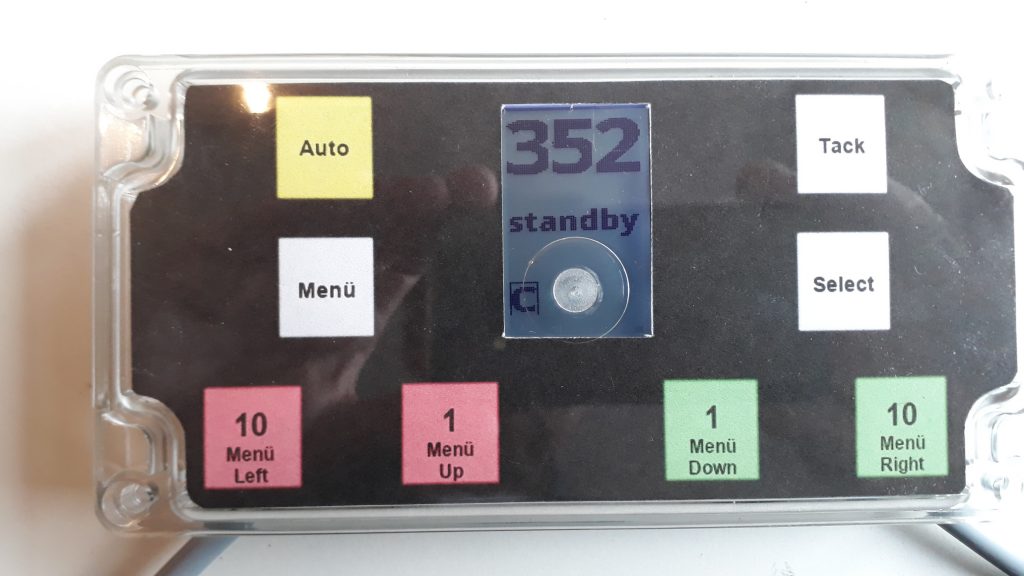 Auto
352
Tack
standby
Menü
C
Select
10
Menü
Left
1
Menü
Up
1
Menü
Down
10
Menü
Right